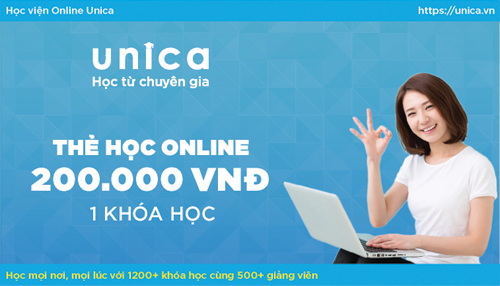 Học viện Online Unica
https://unica.vn
unica
Học từ chuyên gia
THẺ HỌC ONLINE
200.000 VNĐ
1 KHÓA HỌC
Học mọi nơi, mọi lúc với 1200+ khóa học cùng 500+ giảng viên